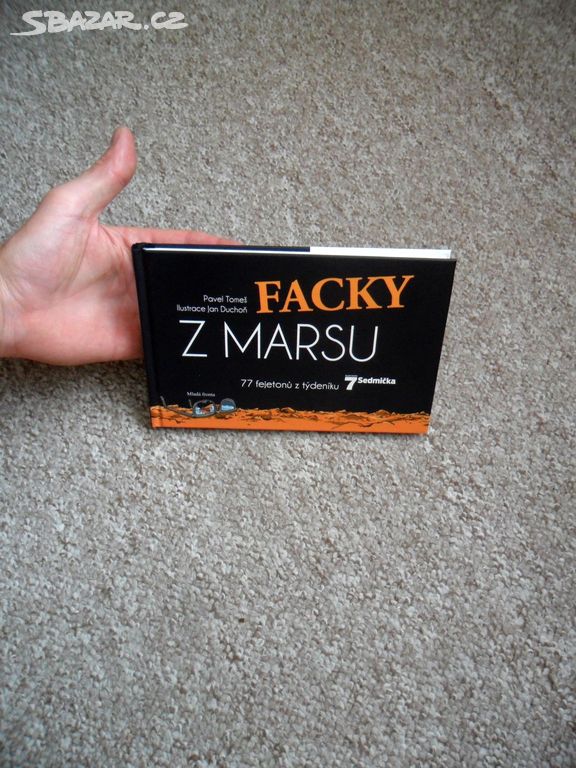 SBAZAR.CZ
Pavel Tomeš
Ilustrace Jan Duchoň
FACKY
Z MARSU
77 fejetonů z týdeníku 7 Sedmička
Mladá fronta